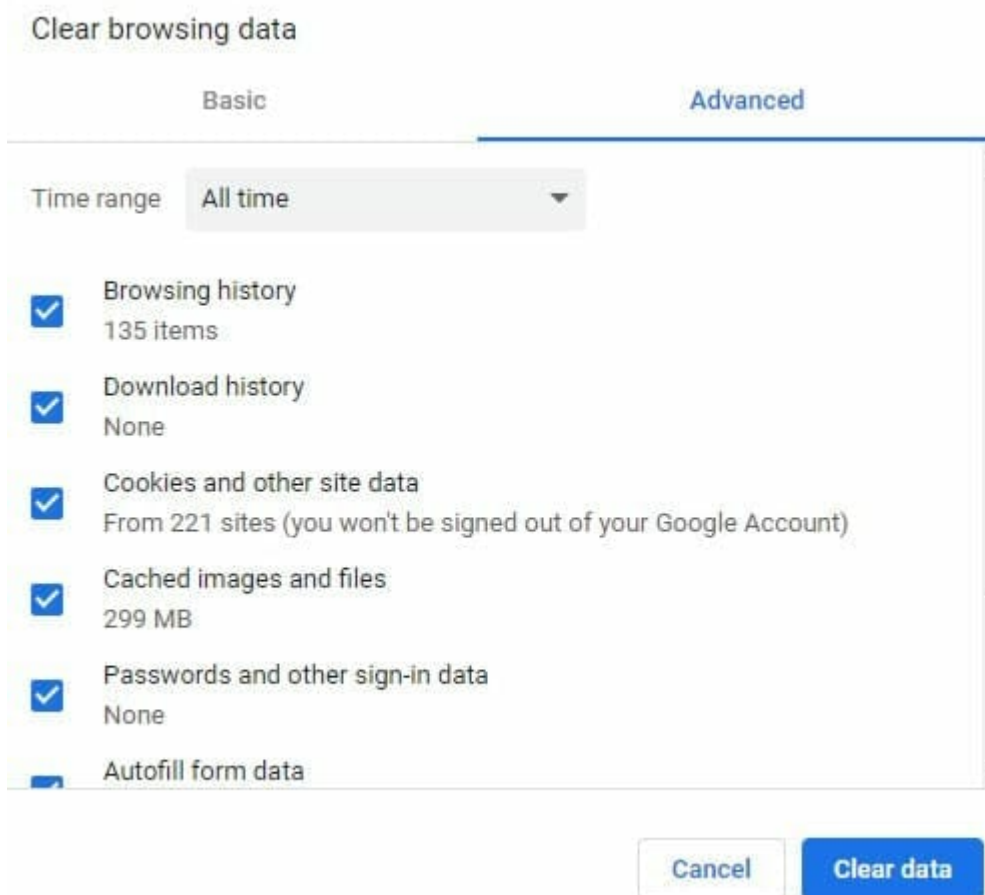 Clear browsing data
Basic
Advanced
Time range
All time
Browsing history
135 items
Download history
None
Cookies and other site data
From 221 sites (you won't be signed out of your Google Account)
Cached images and files
299 MB
Passwords and other sign-in data
None
Autofill form data
Cancel
Clear data